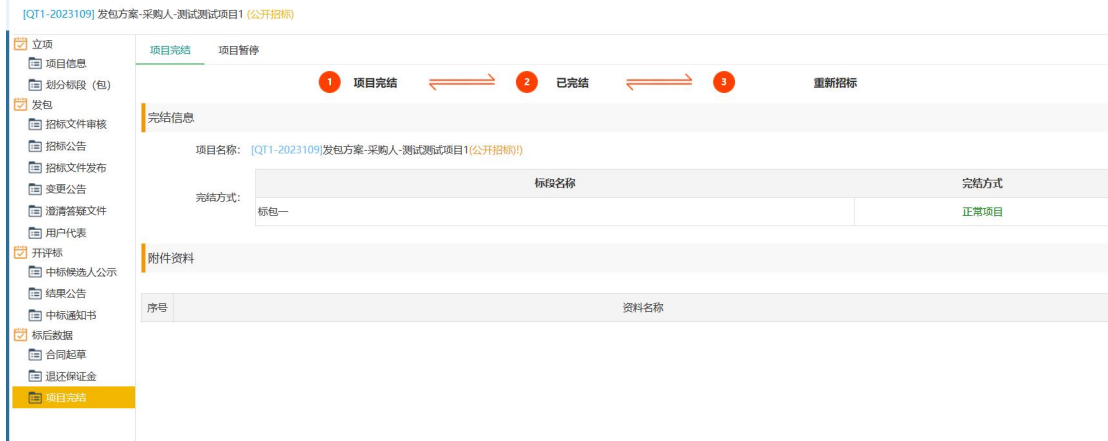 [QT1-2023109] 发包方案-采购人-测试测试项目1 (公开招标)
立项
项目信息
划分标段（包）
发包
招标文件审核
招标公告
招标文件发布
变更公告
澄清答疑文件
用户代表
开评标
中标候选人公示
结果公告
中标通知书
标后数据
合同起草
退还保证金
项目完结
项目完结 项目暂停
1 项目完结 2 已完结 3 重新招标
完结信息
项目名称： [QT1-2023109]发包方案-采购人-测试测试项目1(公开招标)!)
完结方式：
标段名称 完结方式
标包一 正常项目
附件资料
序号 资料名称